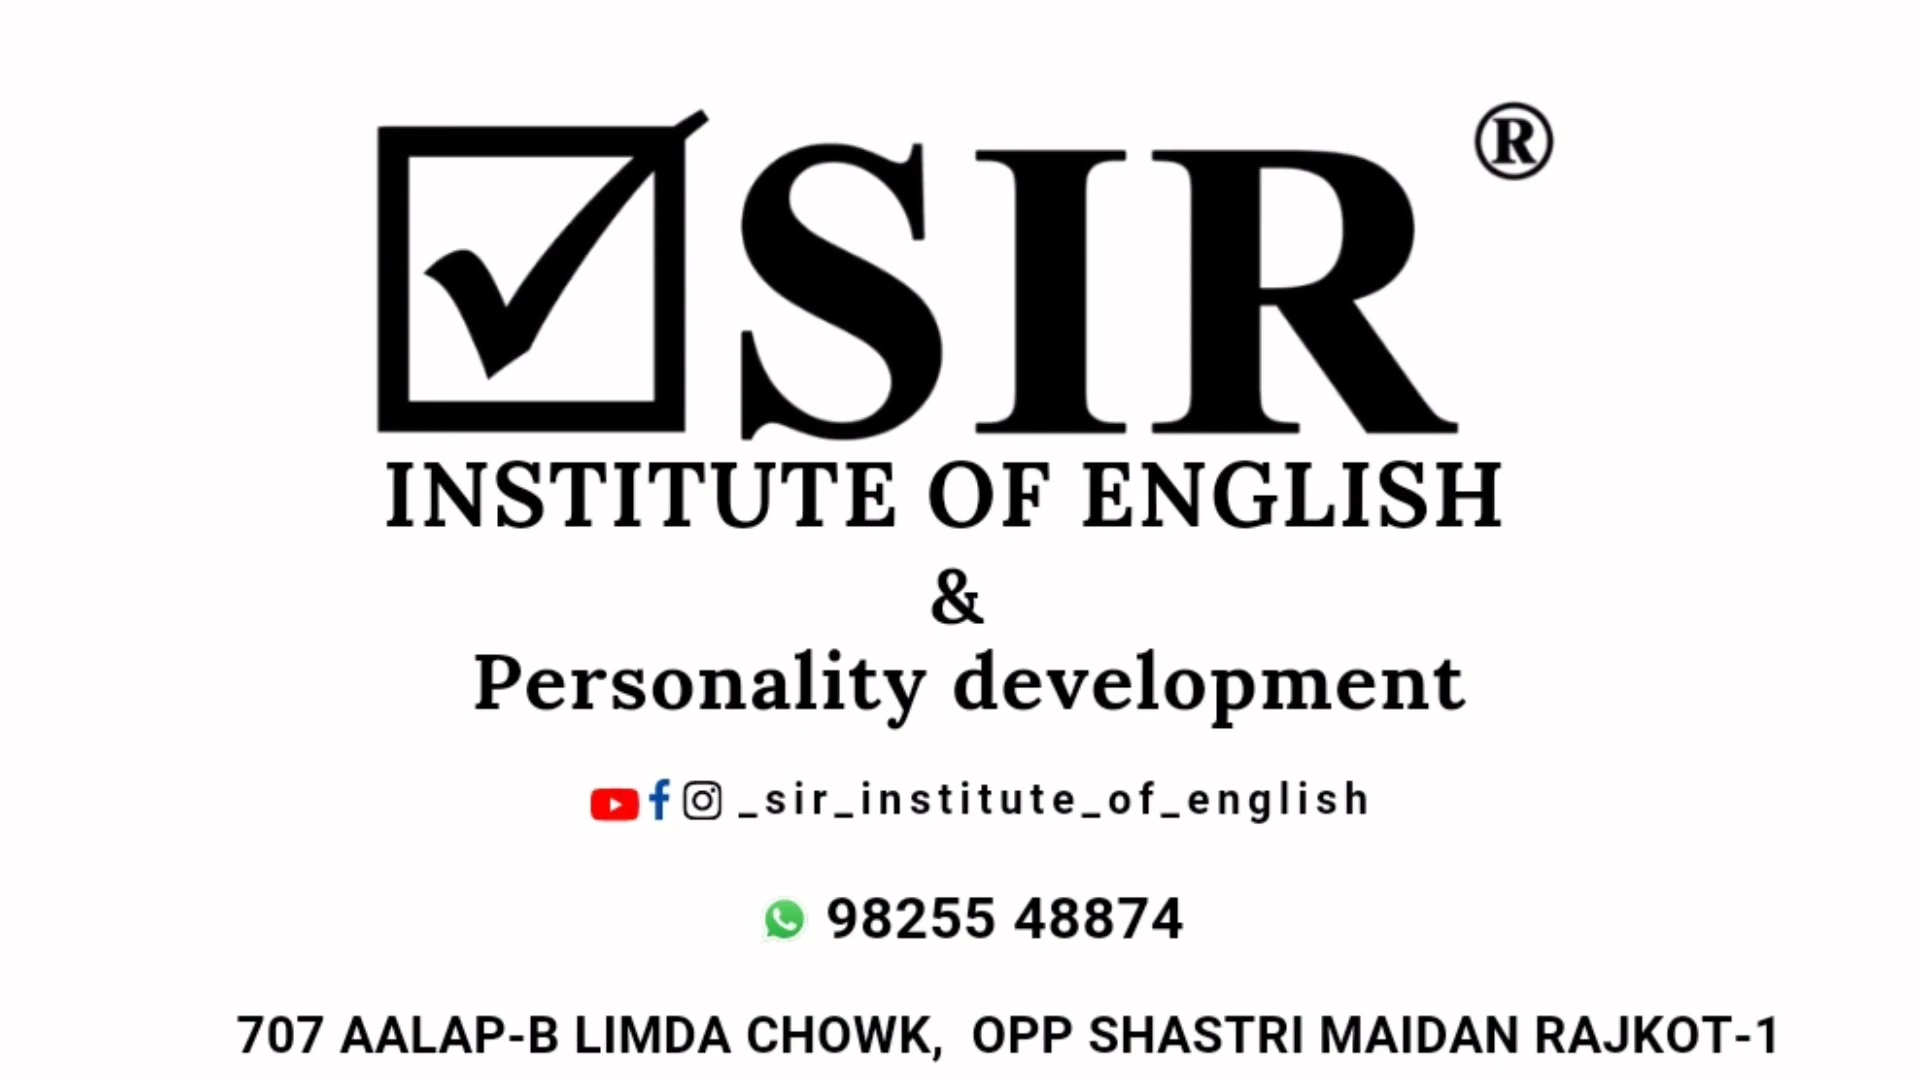 SIR ®
INSTITUTE OF ENGLISH
&
Personality development
_sir_institute_of_english
98255 48874
707 AALAP-B LIMDA CHOWK, OPP SHASTRI MAIDAN RAJKOT-1